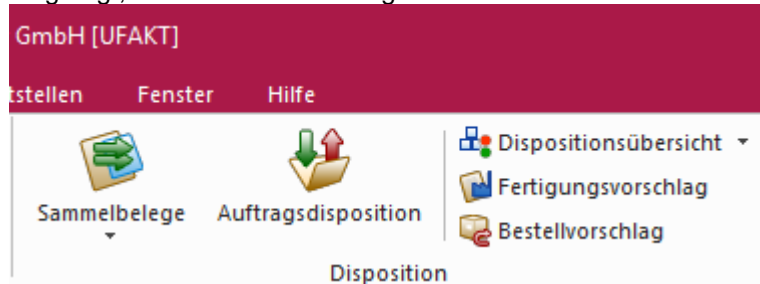 GmbH [UFAKT]
tstellen Fenster Hilfe
Sammelbelege
Auftragsdisposition
Dispositionsübersicht
Fertigungsvorschlag
Bestellvorschlag
Disposition